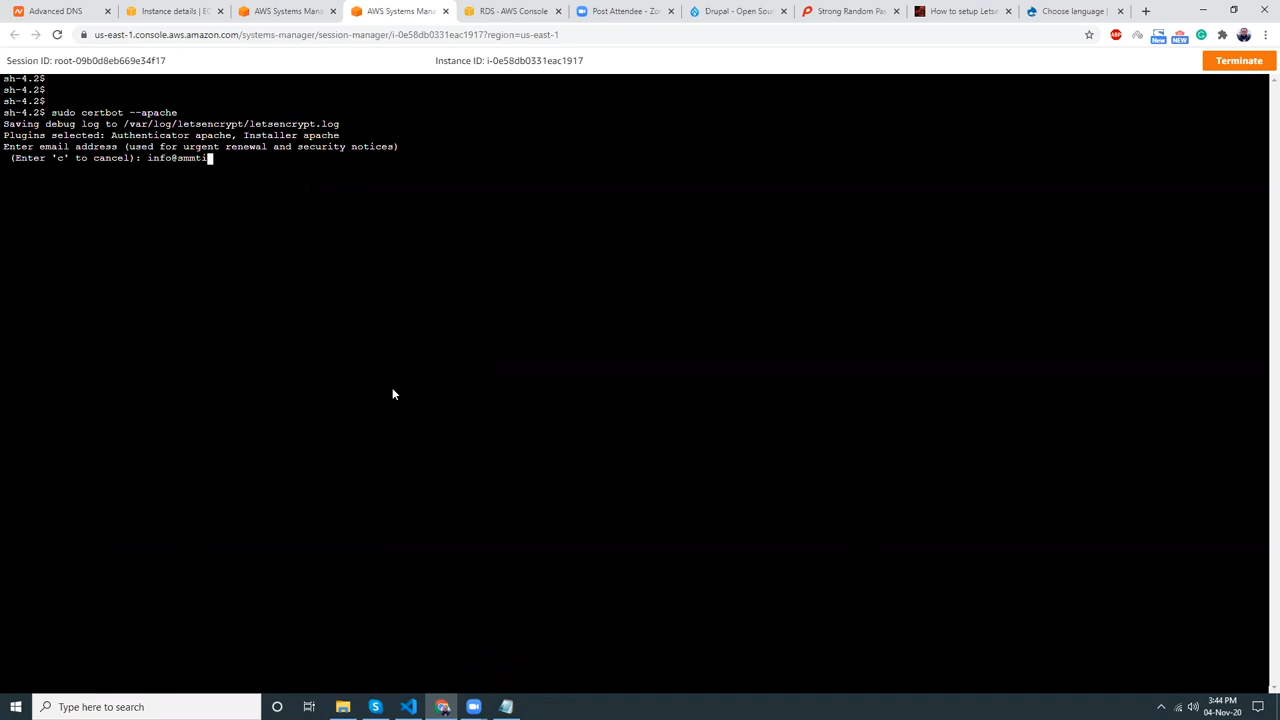 Advanced DNS
Instance details | EC
AWS Systems Mana
AWS Systems Mana
RDS - AWS Console
Post Attendee - Zoo
Drupal - Open Sour
Strong Random Pas
How to setup Letse
Choose language |
us-east-1.console.aws.amazon.com/systems-manager/session-manager/i-0e58db0331eac1917?region=us-east-1
ABP
New
NEW
Session ID: root-09b0d8eb669e34f17
Instance ID: i-0e58db0331eac1917
Terminate
sh-4.2$
sh-4.2$
sh-4.2$
sh-4.2$ sudo certbot --apache
Saving debug log to /var/log/letsencrypt/letsencrypt.log
Plugins selected: Authenticator apache, Installer apache
Enter email address (used for urgent renewal and security notices)
(Enter 'c' to cancel): info@smmti
Type here to search
3:44 PM
04-Nov-20